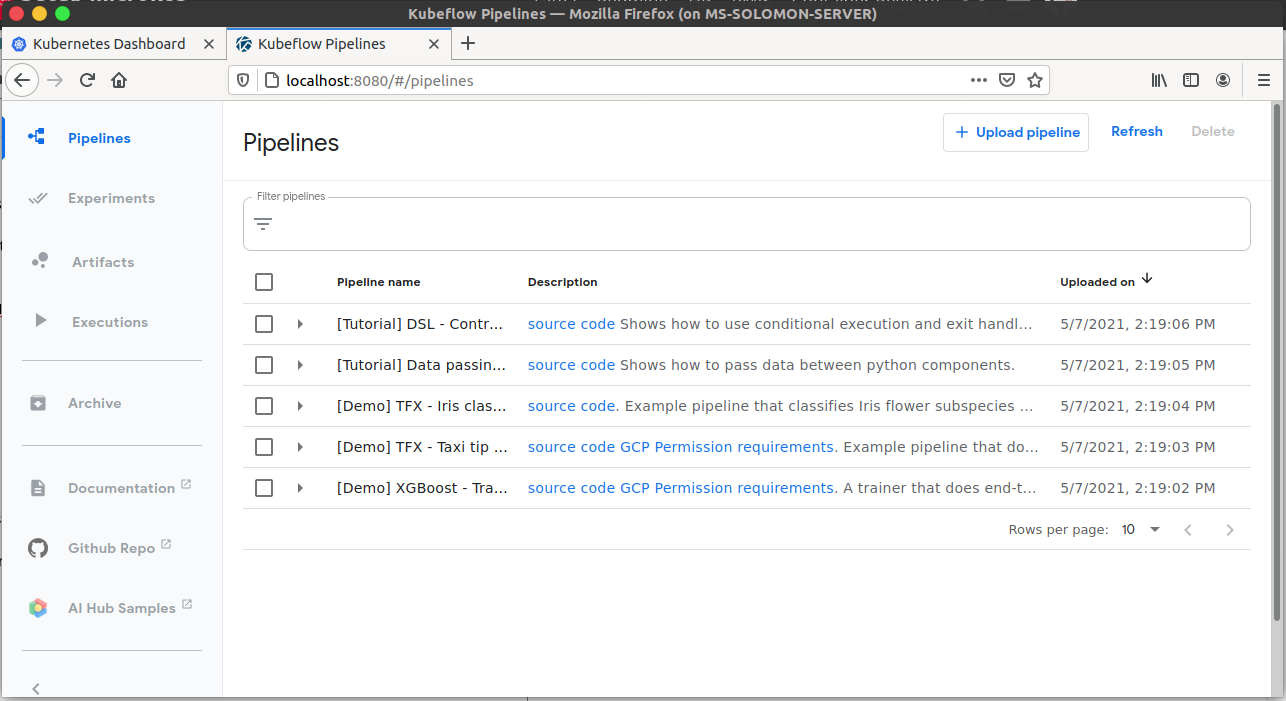 Kubeflow Pipelines — Mozilla Firefox (on MS-SOLOMON-SERVER)
Kubernetes Dashboard
Kubeflow Pipelines
localhost:8080/#/pipelines
Pipelines
Experiments
Artifacts
Executions
Archive
Documentation
Github Repo
AI Hub Samples
Pipelines
Upload pipeline
Refresh
Delete
Filter pipelines
Pipeline name Description Uploaded on
[Tutorial] DSL - Contr... source code Shows how to use conditional execution and exit handl... 5/7/2021, 2:19:06 PM
[Tutorial] Data passin... source code Shows how to pass data between python components. 5/7/2021, 2:19:05 PM
[Demo] TFX - Iris clas... source code. Example pipeline that classifies Iris flower subspecies ... 5/7/2021, 2:19:04 PM
[Demo] TFX - Taxi tip ... source code GCP Permission requirements. Example pipeline that do... 5/7/2021, 2:19:03 PM
[Demo] XGBoost - Tra... source code GCP Permission requirements. A trainer that does end-t... 5/7/2021, 2:19:02 PM
Rows per page: 10